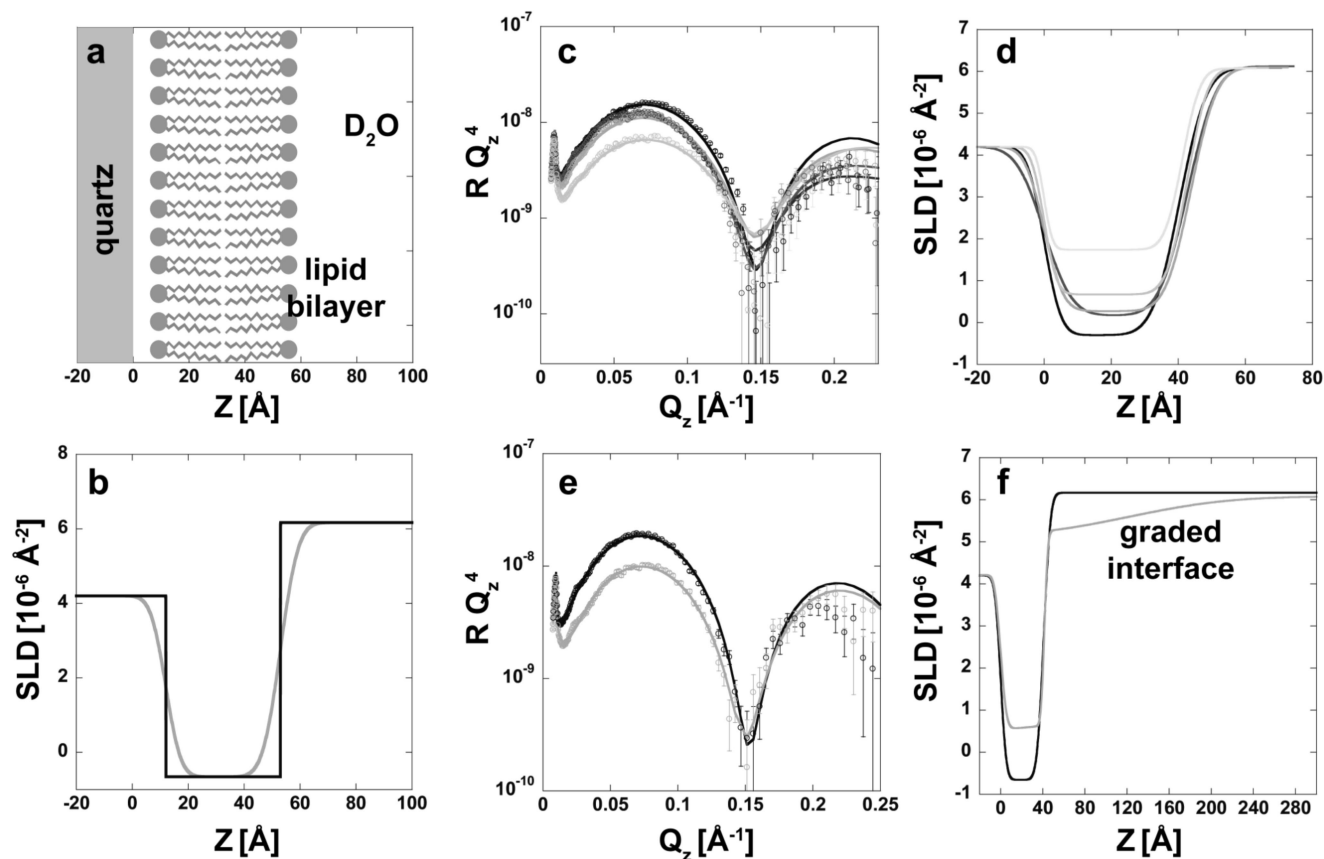 a
quartz
D₂O
lipid
bilayer
-20 0 20 40 60 80 100
Z [Å]
b
SLD [10⁻⁶ Å⁻²]
8
6
4
2
0
-20 0 20 40 60 80 100
Z [Å]
c
R Q_z⁴
10⁻⁷
10⁻⁸
10⁻⁹
10⁻¹⁰
0 0.05 0.1 0.15 0.2
Q_z [Å⁻¹]
d
SLD [10⁻⁶ Å⁻²]
7
6
5
4
3
2
1
0
-1
-20 0 20 40 60 80
Z [Å]
e
R Q_z⁴
10⁻⁷
10⁻⁸
10⁻⁹
10⁻¹⁰
0 0.05 0.1 0.15 0.2 0.25
Q_z [Å⁻¹]
f
graded
interface
SLD [10⁻⁶ Å⁻²]
7
6
5
4
3
2
1
0
-1
0 40 80 120 160 200 240 280
Z [Å]